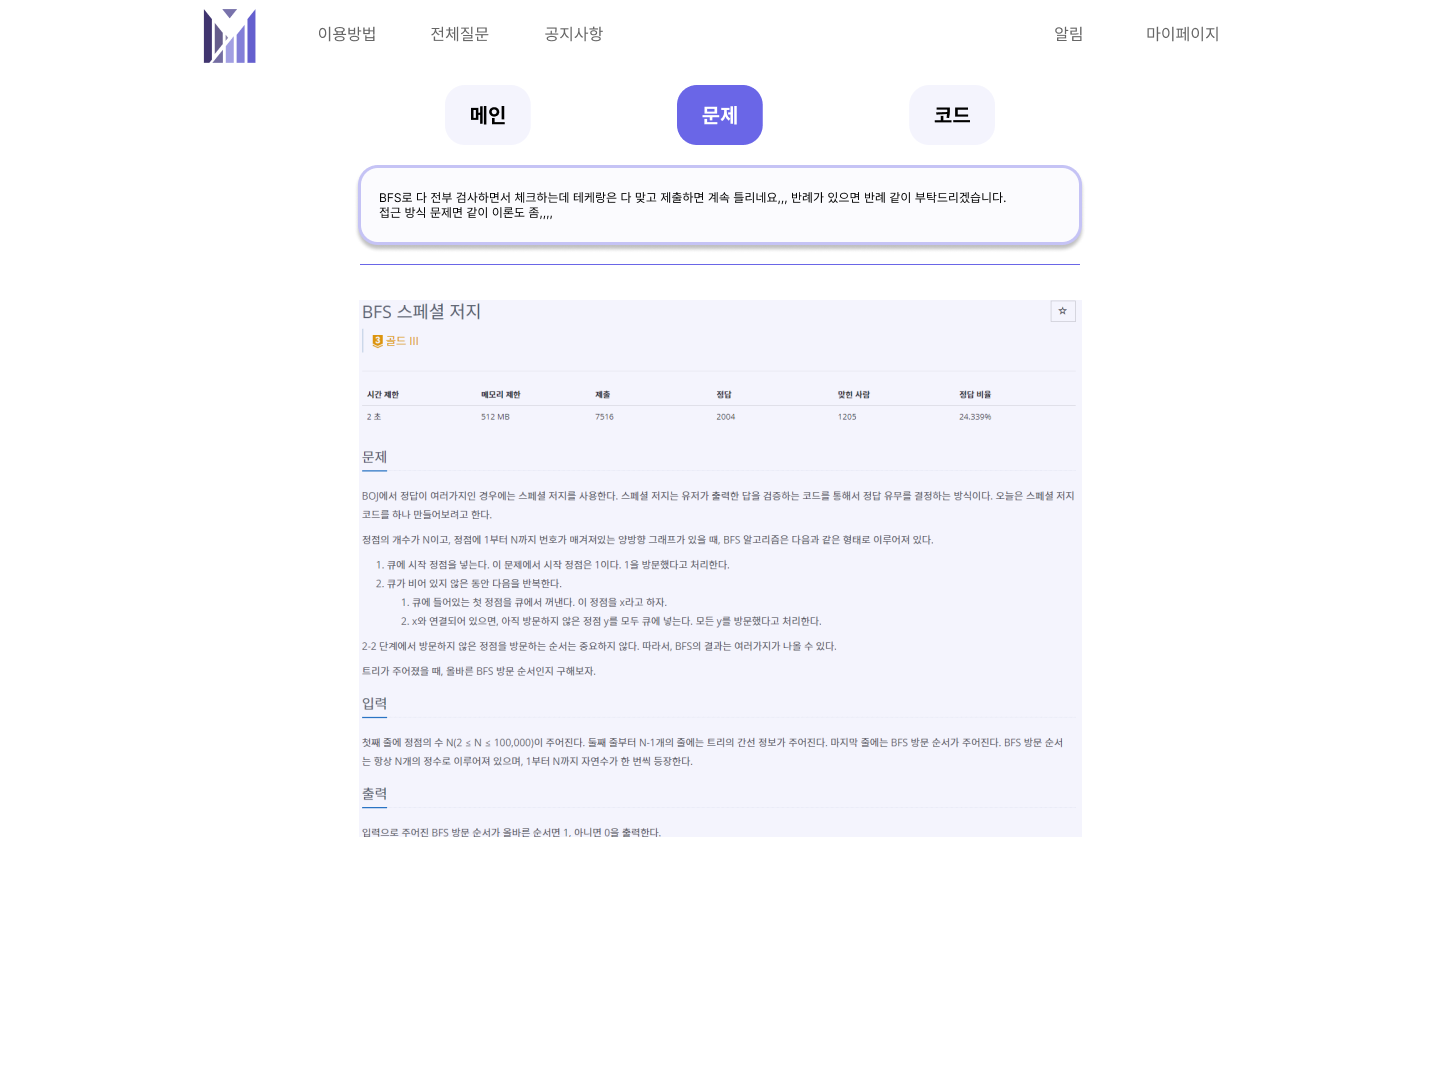 이용방법 전체질문 공지사항 알림 마이페이지
메인 문제 코드
BFS로 다 전부 검사하면서 체크하는데 테케랑은 다 맞고 제출하면 계속 틀리네요,,, 반례가 있으면 반례 같이 부탁드리겠습니다.
접근 방식 문제면 같이 이론도 좀,,,,
BFS 스페셜 저지
☆
3 골드 III
시간 제한 메모리 제한 제출 정답 맞힌 사람 정답 비율
2 초 512 MB 7516 2004 1205 24.339%
문제
BOJ에서 정답이 여러가지인 경우에는 스페셜 저지를 사용한다. 스페셜 저지는 유저가 출력한 답을 검증하는 코드를 통해서 정답 유무를 결정하는 방식이다. 오늘은 스페셜 저지
코드를 하나 만들어보려고 한다.
정점의 개수가 N이고, 정점에 1부터 N까지 번호가 매겨져있는 양방향 그래프가 있을 때, BFS 알고리즘은 다음과 같은 형태로 이루어져 있다.
1. 큐에 시작 정점을 넣는다. 이 문제에서 시작 정점은 1이다. 1을 방문했다고 처리한다.
2. 큐가 비어 있지 않은 동안 다음을 반복한다.
1. 큐에 들어있는 첫 정점을 큐에서 꺼낸다. 이 정점을 x라고 하자.
2. x와 연결되어 있으면, 아직 방문하지 않은 정점 y를 모두 큐에 넣는다. 모든 y를 방문했다고 처리한다.
2-2 단계에서 방문하지 않은 정점을 방문하는 순서는 중요하지 않다. 따라서, BFS의 결과는 여러가지가 나올 수 있다.
트리가 주어졌을 때, 올바른 BFS 방문 순서인지 구해보자.
입력
첫째 줄에 정점의 수 N(2 ≤ N ≤ 100,000)이 주어진다. 둘째 줄부터 N-1개의 줄에는 트리의 간선 정보가 주어진다. 마지막 줄에는 BFS 방문 순서가 주어진다. BFS 방문 순서
는 항상 N개의 정수로 이루어져 있으며, 1부터 N까지 자연수가 한 번씩 등장한다.
출력
입력으로 주어진 BFS 방문 순서가 올바른 순서면 1, 아니면 0을 출력한다.